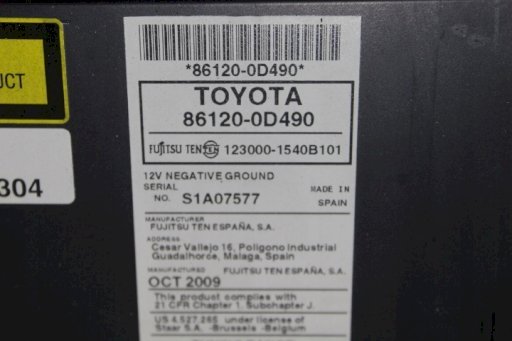 *86120-0D490*
TOYOTA
86120-0D490
FUJITSU TEN 123000-1540B101
12V NEGATIVE GROUND
SERIAL
NO. S1A07577
MADE IN
SPAIN
MANUFACTURER
FUJITSU TEN ESPAÑA, S.A.
ADDRESS
Cesar Vallejo 16, Poligono Industrial
Guadalhorce, Malaga, Spain
MANUFACTURED FUJITSU TEN ESPAÑA, S.A.
OCT 2009
This product complies with
21 CFR Chapter 1. Subchapter J.
US 4.527.265 under license of
Staar S.A. -Brussels -Belgium
UCT
304